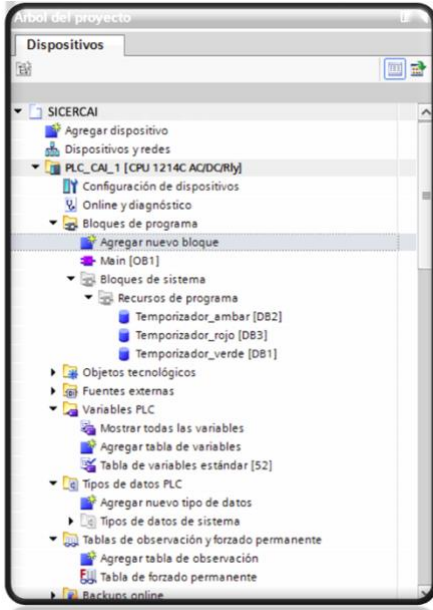 Árbol del proyecto
Dispositivos
SICERCAI
Agregar dispositivo
Dispositivos y redes
PLC_CAI_1 [CPU 1214C AC/DC/Rly]
Configuración de dispositivos
Online y diagnóstico
Bloques de programa
Agregar nuevo bloque
Main [OB1]
Bloques de sistema
Recursos de programa
Temporizador_ambar [DB2]
Temporizador_rojo [DB3]
Temporizador_verde [DB1]
Objetos tecnológicos
Fuentes externas
Variables PLC
Mostrar todas las variables
Agregar tabla de variables
Tabla de variables estándar [52]
Tipos de datos PLC
Agregar nuevo tipo de datos
Tipos de datos de sistema
Tablas de observación y forzado permanente
Agregar tabla de observación
Tabla de forzado permanente
Backups online